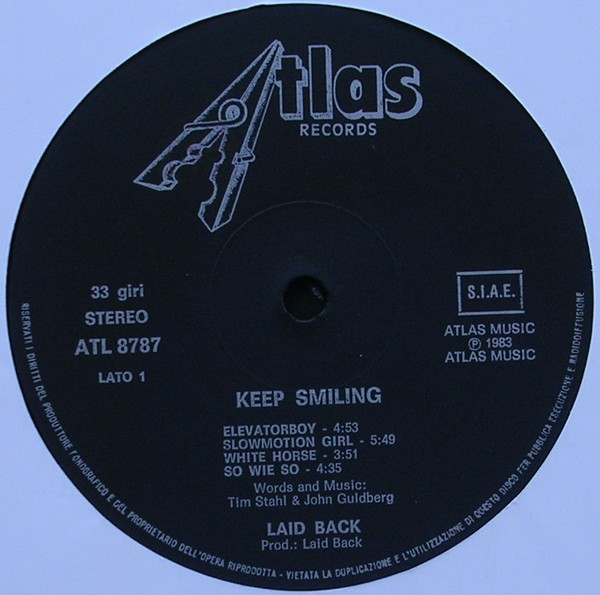 Atlas
RECORDS
33 giri
STEREO
ATL 8787
LATO 1
S.I.A.E.
ATLAS MUSIC
℗ 1983
ATLAS MUSIC
KEEP SMILING
ELEVATORBOY - 4:53
SLOWMOTION GIRL - 5:49
WHITE HORSE - 3:51
SO WIE SO - 4:35
Words and Music:
Tim Stahl & John Guldberg
LAID BACK
Prod.: Laid Back
RISERVATI I DIRITTI DEL PRODUTTORE FONOGRAFICO E DEL PROPRIETARIO DELL'OPERA RIPRODOTTA - VIETATA LA DUPLICAZIONE E L'UTILIZZAZIONE DI QUESTO DISCO PER PUBBLICA ESECUZIONE E RADIODIFFUSIONE